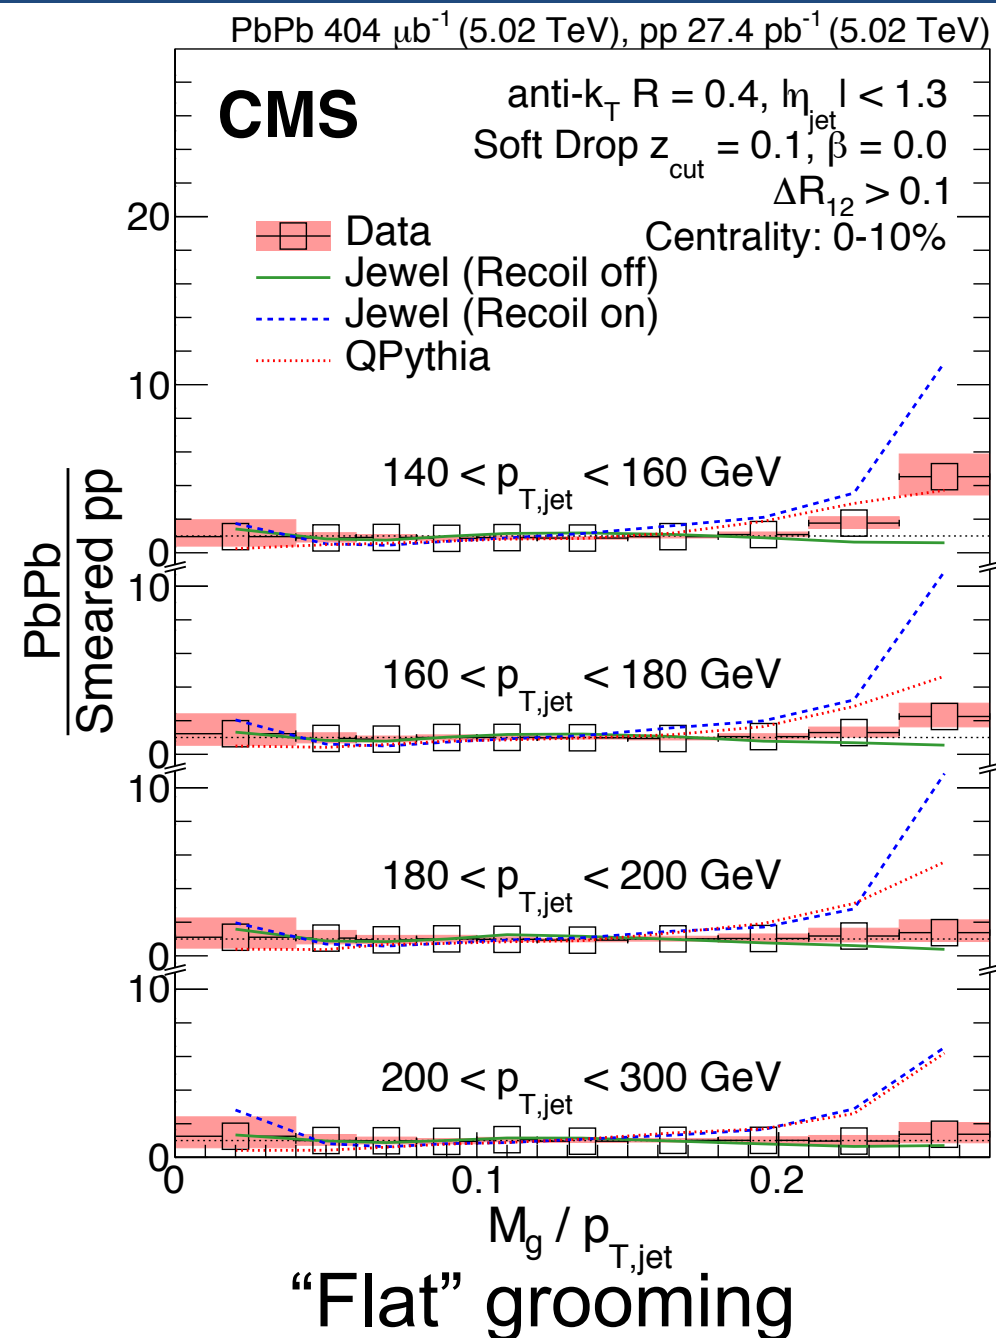 PbPb 404 μb⁻¹ (5.02 TeV), pp 27.4 pb⁻¹ (5.02 TeV)
CMS
anti-k_T R = 0.4, |η_jet| < 1.3
Soft Drop z_cut = 0.1, β = 0.0
ΔR₁₂ > 0.1
Centrality: 0-10%
Data
Jewel (Recoil off)
Jewel (Recoil on)
QPythia
20
10
140 < p_T,jet < 160 GeV
0
10
160 < p_T,jet < 180 GeV
0
10
180 < p_T,jet < 200 GeV
0
10
200 < p_T,jet < 300 GeV
0
PbPb
Smeared pp
0 0.1 0.2
M_g / p_T,jet
“Flat” grooming